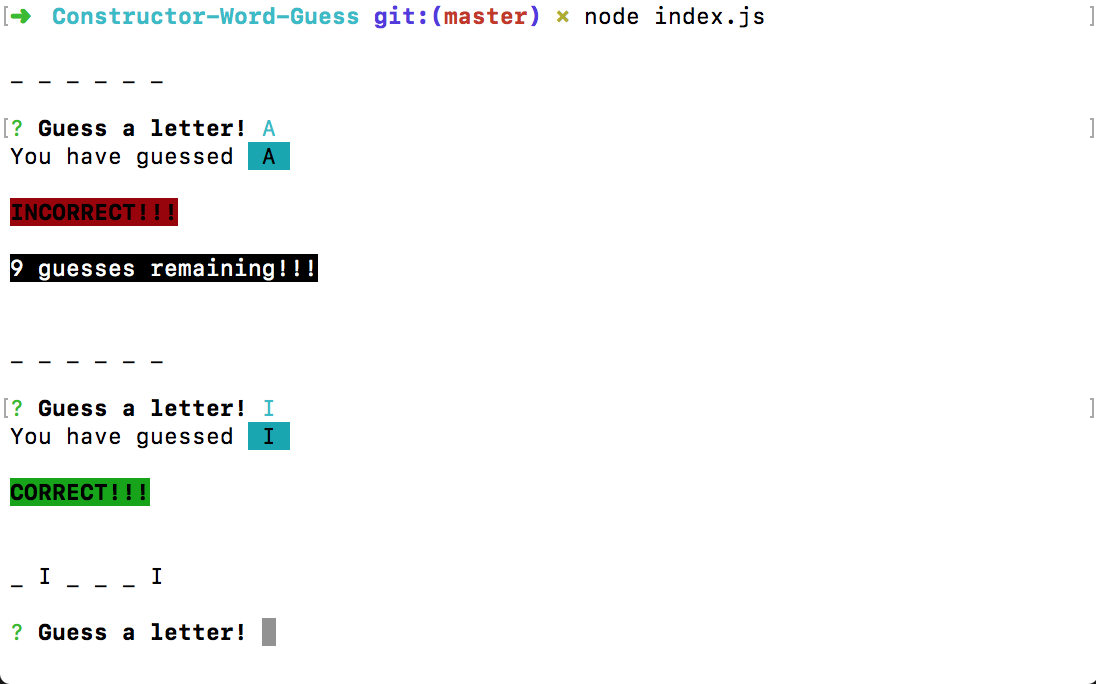 [➜ Constructor-Word-Guess git:(master) ✗ node index.js ]
_ _ _ _ _ _
[? Guess a letter! A ]
You have guessed A
INCORRECT!!!
9 guesses remaining!!!
_ _ _ _ _ _
[? Guess a letter! I ]
You have guessed I
CORRECT!!!
_ I _ _ _ I
? Guess a letter!